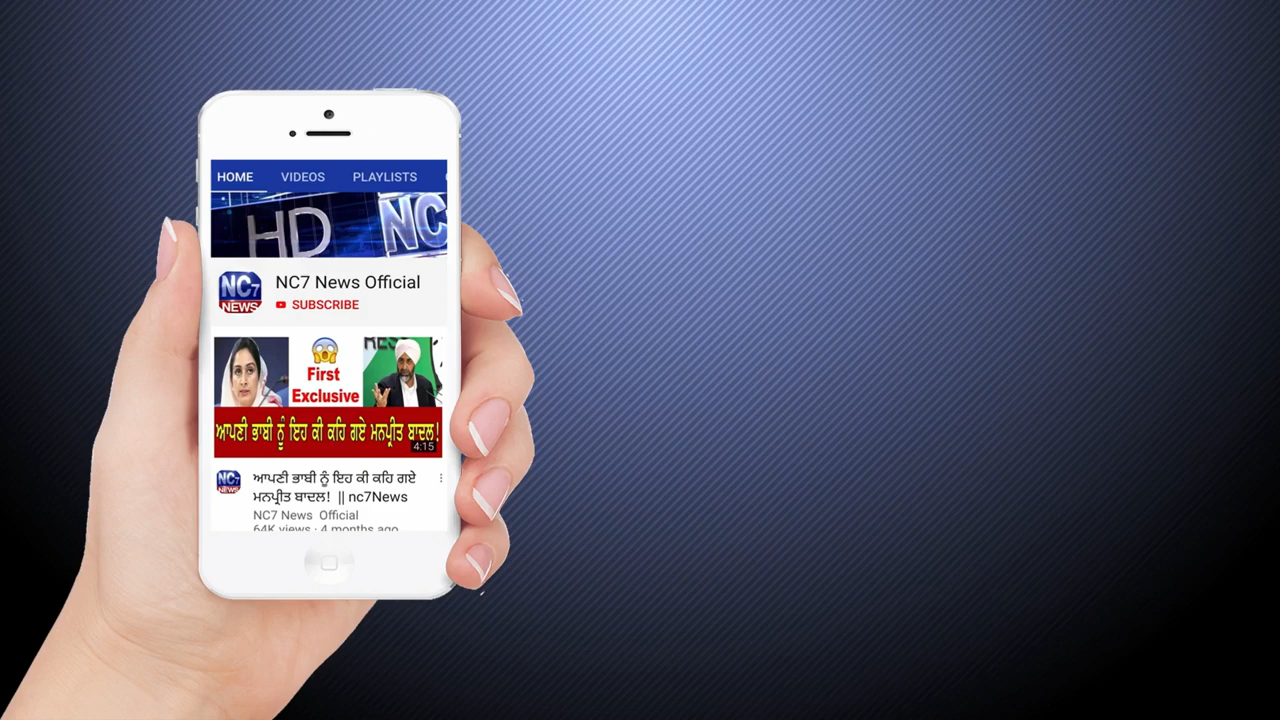 HOME VIDEOS PLAYLISTS
HD NC
NC7 NEWS
NC7 News Official
SUBSCRIBE
First
Exclusive
ਆਪਣੀ ਭਾਬੀ ਨੂੰ ਇਹ ਕੀ ਕਹਿ ਗਏ ਮਨਪ੍ਰੀਤ ਬਾਦਲ!
4:15
NC7 NEWS
ਆਪਣੀ ਭਾਬੀ ਨੂੰ ਇਹ ਕੀ ਕਹਿ ਗਏ
ਮਨਪ੍ਰੀਤ ਬਾਦਲ! || nc7News
NC7 News Official
64K views · 4 months ago